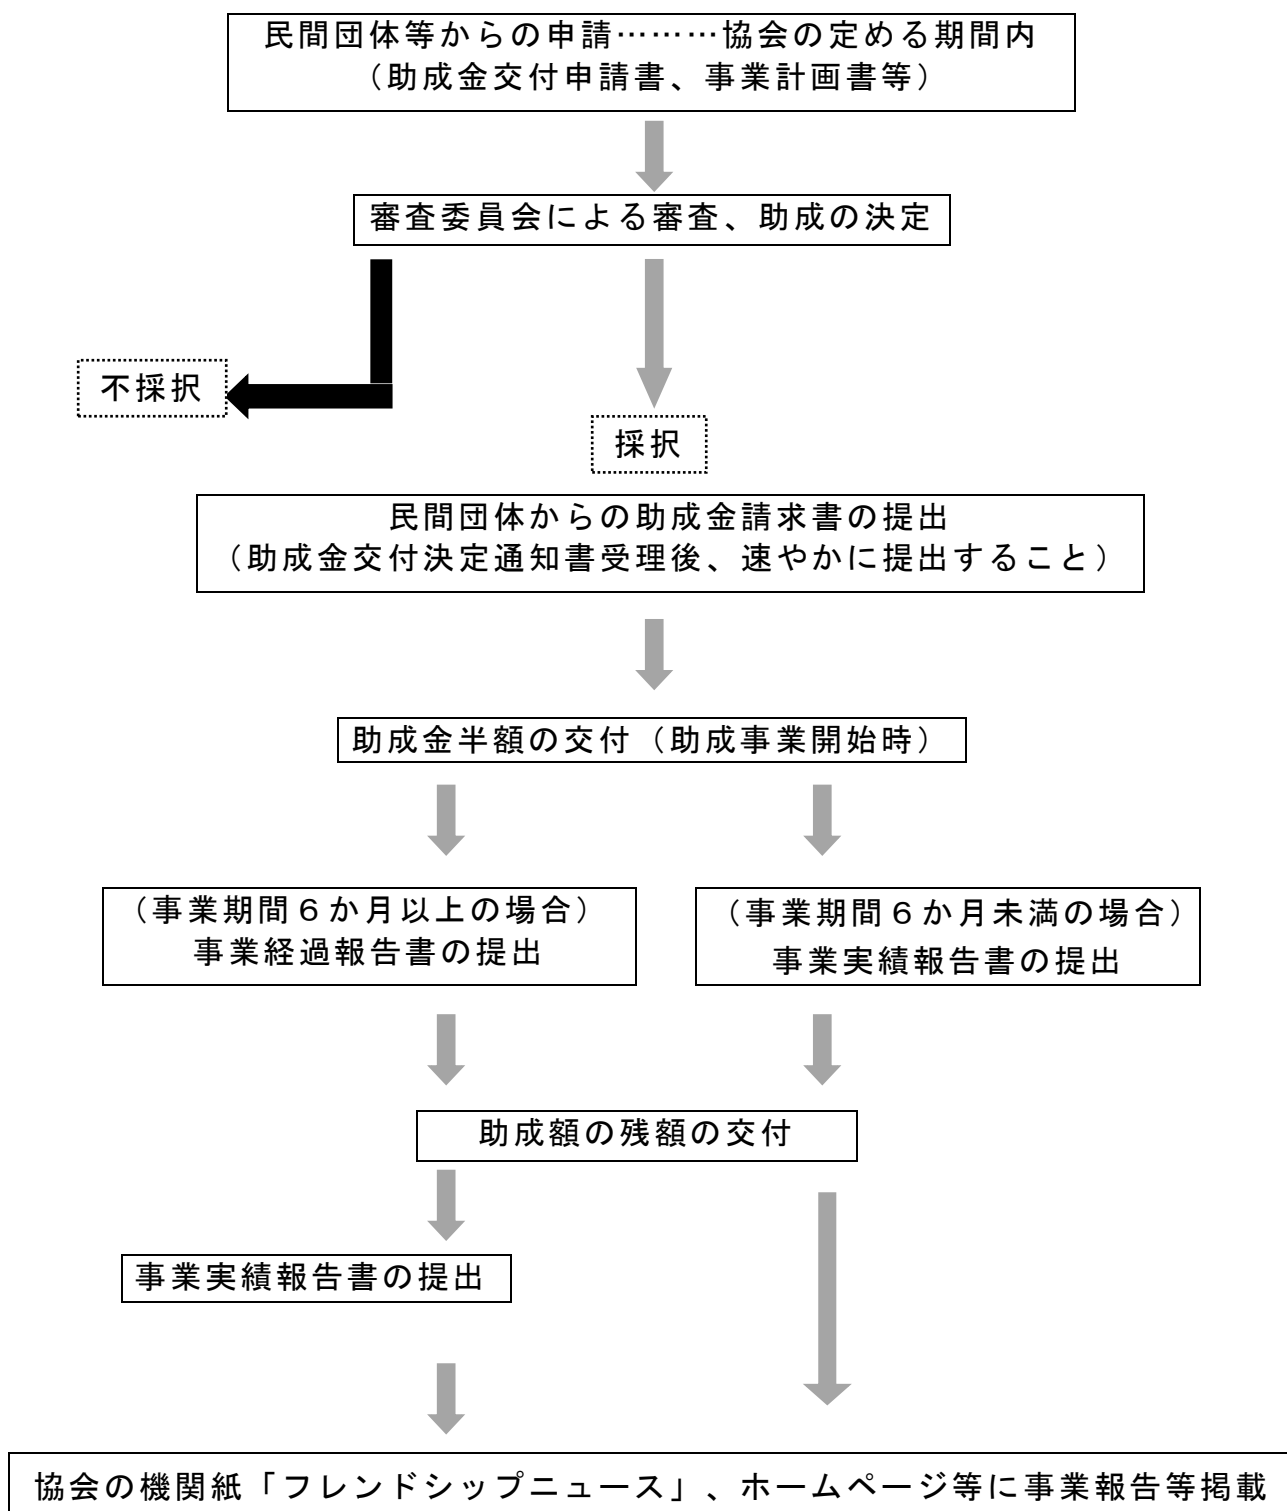 民間団体等からの申請………協会の定める期間内
（助成金交付申請書、事業計画書等）
審査委員会による審査、助成の決定
不採択
採択
民間団体からの助成金請求書の提出
（助成金交付決定通知書受理後、速やかに提出すること）
助成金半額の交付（助成事業開始時）
（事業期間６か月以上の場合）
事業経過報告書の提出
（事業期間６か月未満の場合）
事業実績報告書の提出
助成額の残額の交付
事業実績報告書の提出
協会の機関紙「フレンドシップニュース」、ホームページ等に事業報告等掲載